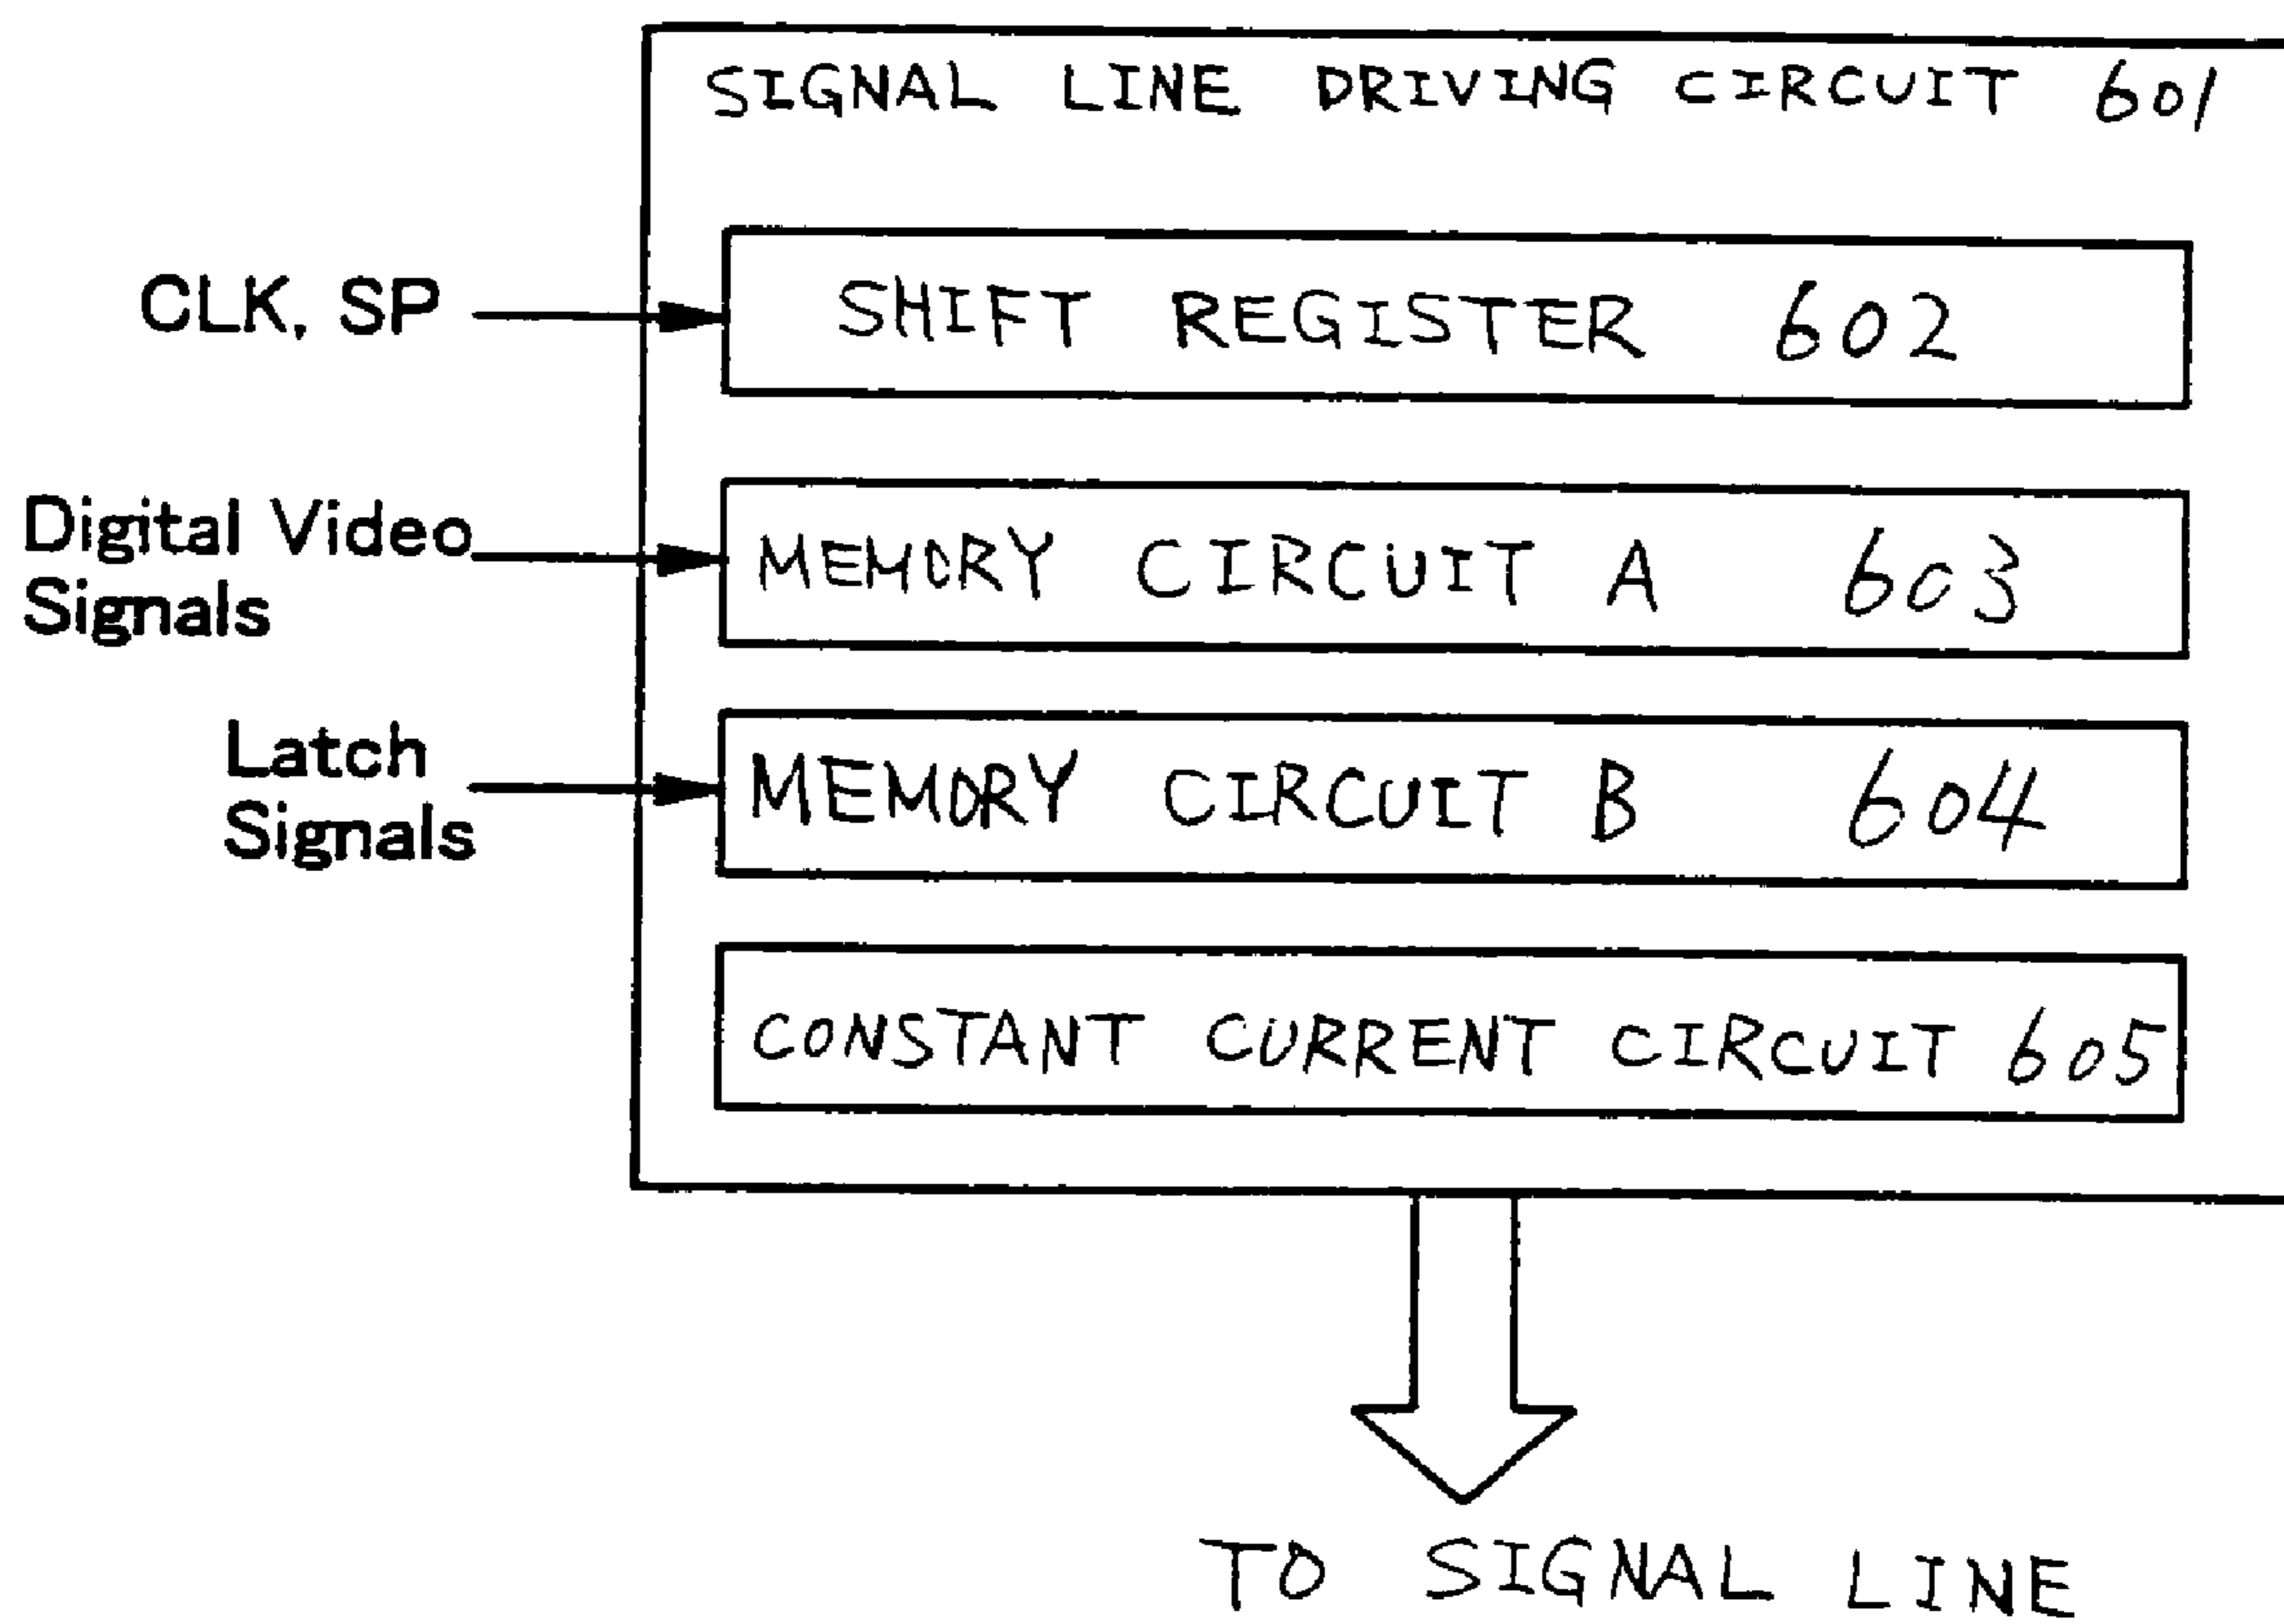 SIGNAL LINE DRIVING CIRCUIT 601
CLK, SP
SHIFT REGISTER 602
Digital Video
Signals
MEMORY CIRCUIT A 603
Latch
Signals
MEMORY CIRCUIT B 604
CONSTANT CURRENT CIRCUIT 605
TO SIGNAL LINE